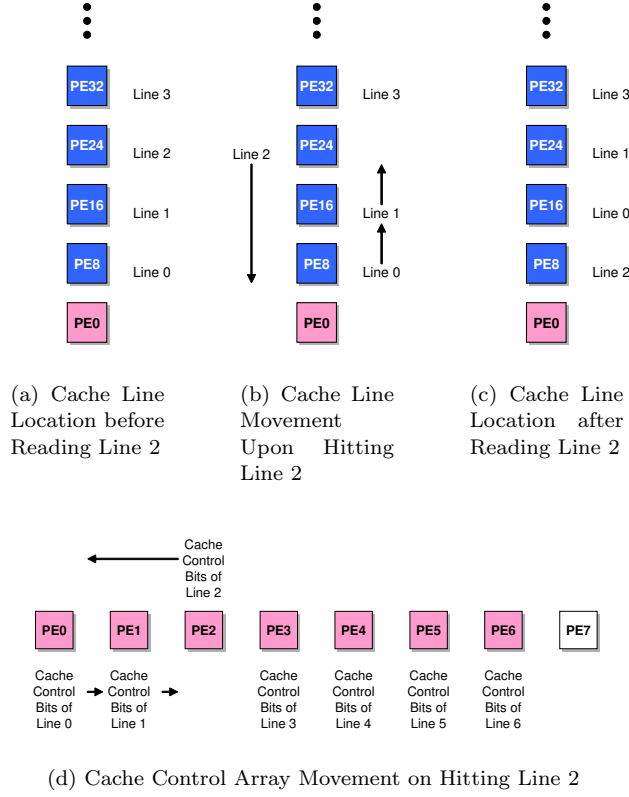 PE32 Line 3
PE24 Line 2
PE16 Line 1
PE8 Line 0
PE0
(a) Cache Line
Location before
Reading Line 2
PE32 Line 3
Line 2 PE24
PE16 Line 1
PE8 Line 0
PE0
(b) Cache Line
Movement
Upon Hitting
Line 2
PE32 Line 3
PE24 Line 1
PE16 Line 0
PE8 Line 2
PE0
(c) Cache Line
Location after
Reading Line 2
Cache
Control
Bits of
Line 2
PE0 PE1 PE2 PE3 PE4 PE5 PE6 PE7
Cache
Control
Bits of
Line 0
Cache
Control
Bits of
Line 1
Cache
Control
Bits of
Line 3
Cache
Control
Bits of
Line 4
Cache
Control
Bits of
Line 5
Cache
Control
Bits of
Line 6
(d) Cache Control Array Movement on Hitting Line 2